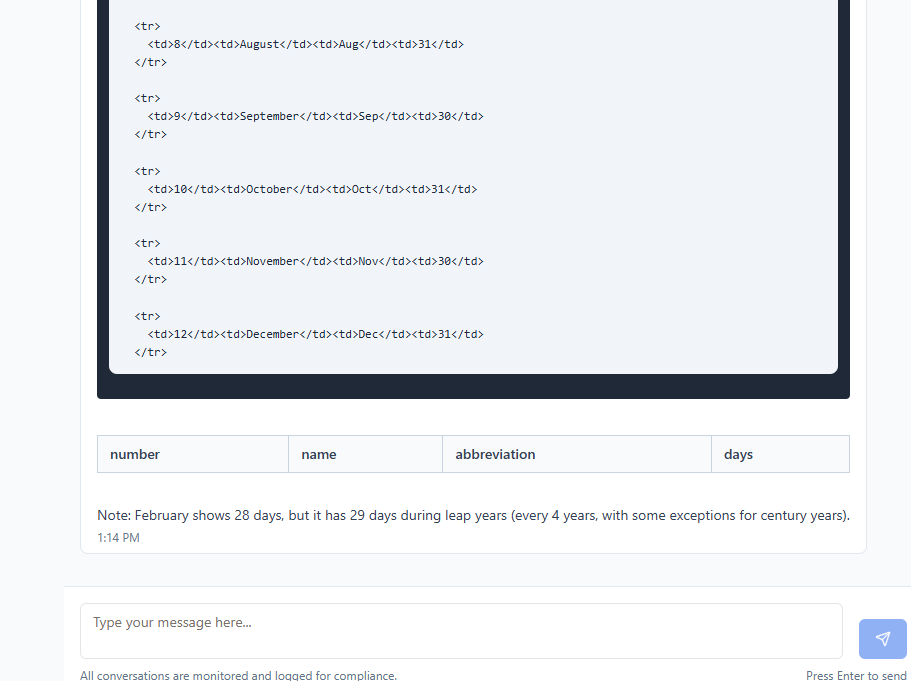 <tr>
<td>8</td><td>August</td><td>Aug</td><td>31</td>
</tr>
<tr>
<td>9</td><td>September</td><td>Sep</td><td>30</td>
</tr>
<tr>
<td>10</td><td>October</td><td>Oct</td><td>31</td>
</tr>
<tr>
<td>11</td><td>November</td><td>Nov</td><td>30</td>
</tr>
<tr>
<td>12</td><td>December</td><td>Dec</td><td>31</td>
</tr>
number name abbreviation days
Note: February shows 28 days, but it has 29 days during leap years (every 4 years, with some exceptions for century years).
1:14 PM
Type your message here...
All conversations are monitored and logged for compliance. Press Enter to send